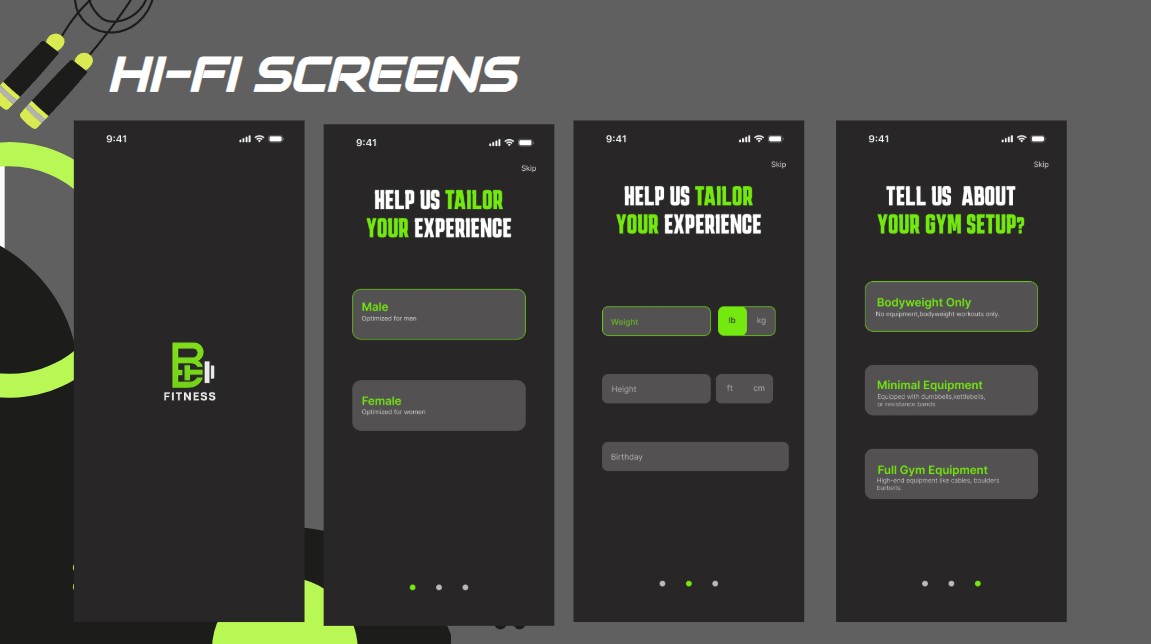 HI-FI SCREENS
9:41
FITNESS
9:41
Skip
HELP US TAILOR
YOUR EXPERIENCE
Male
Optimized for men
Female
Optimized for women
9:41
Skip
HELP US TAILOR
YOUR EXPERIENCE
Weight
lb
kg
Height
ft
cm
Birthday
9:41
Skip
TELL US ABOUT
YOUR GYM SETUP?
Bodyweight Only
No equipment,bodyweight workouts only.
Minimal Equipment
Equipped with dumbbells,kettlebells,
or resistance bands
Full Gym Equipment
High-end equipment like cables, boulders
barbells